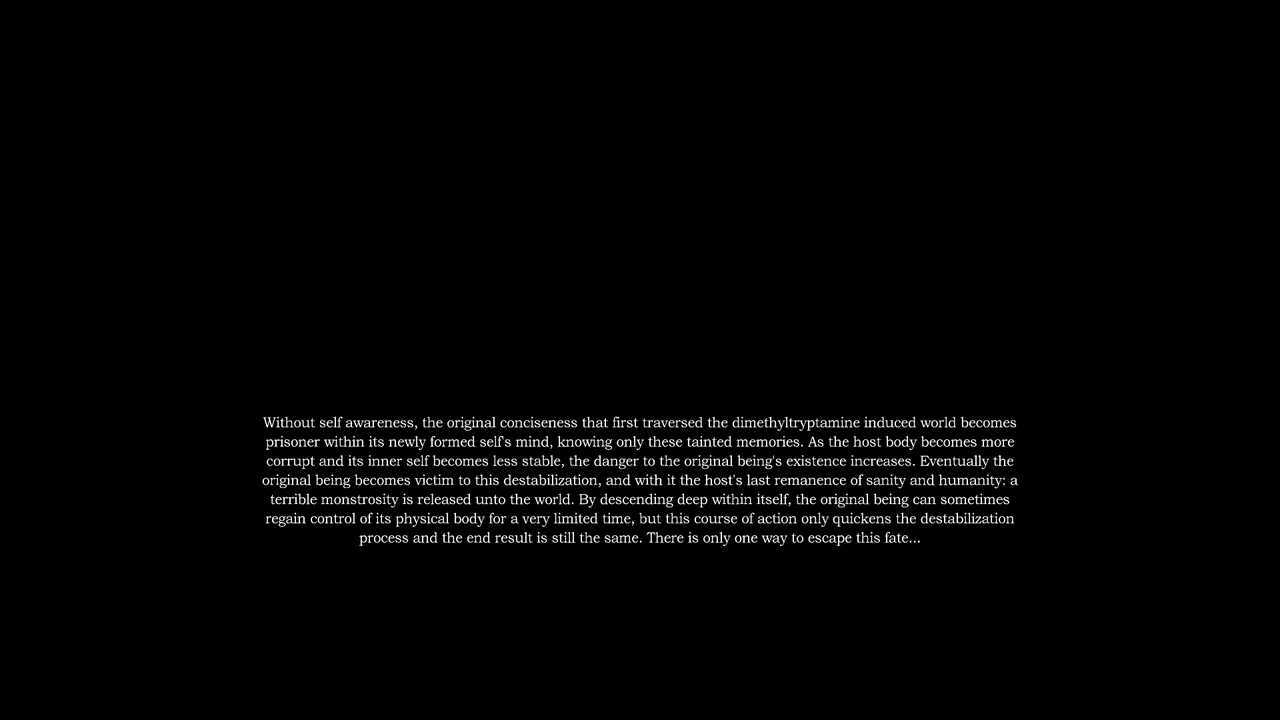 Without self awareness, the original conciseness that first traversed the dimethyltryptamine induced world becomes
prisoner within its newly formed self's mind, knowing only these tainted memories. As the host body becomes more
corrupt and its inner self becomes less stable, the danger to the original being's existence increases. Eventually the
original being becomes victim to this destabilization, and with it the host's last remanence of sanity and humanity: a
terrible monstrosity is released unto the world. By descending deep within itself, the original being can sometimes
regain control of its physical body for a very limited time, but this course of action only quickens the destabilization
process and the end result is still the same. There is only one way to escape this fate...